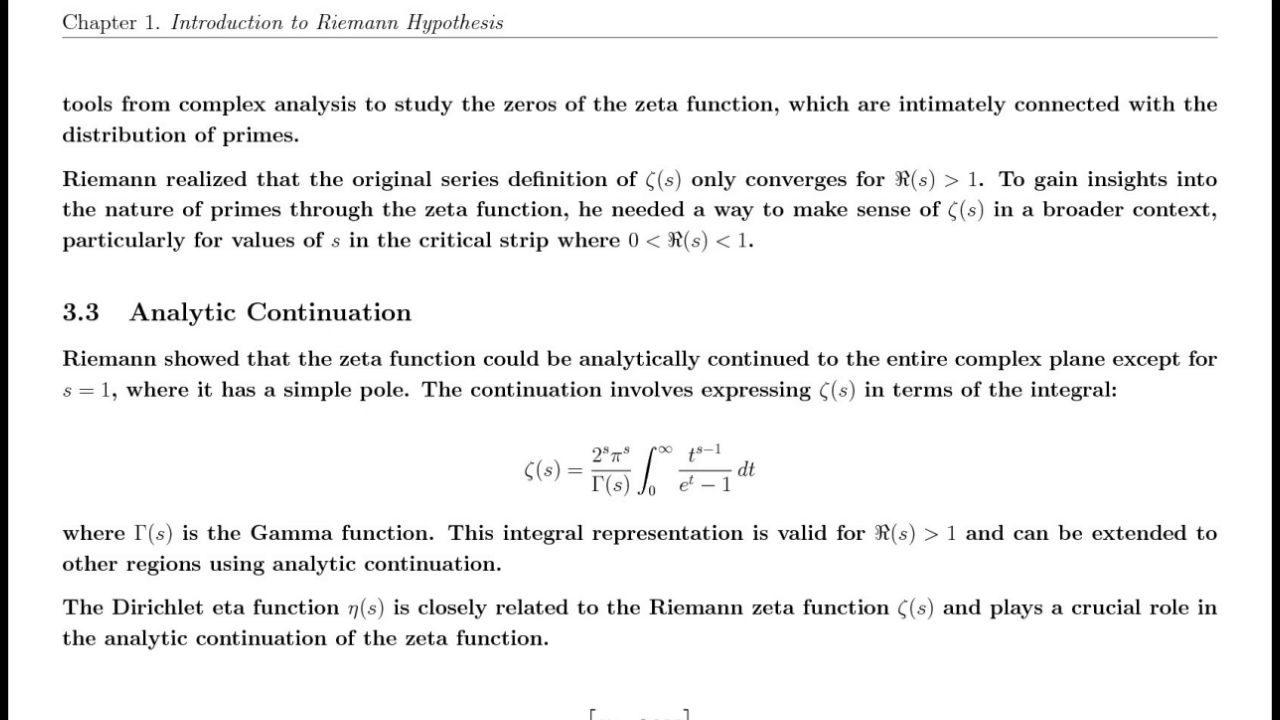 Chapter 1. Introduction to Riemann Hypothesis
tools from complex analysis to study the zeros of the zeta function, which are intimately connected with the
distribution of primes.
Riemann realized that the original series definition of ζ(s) only converges for ℜ(s) > 1. To gain insights into
the nature of primes through the zeta function, he needed a way to make sense of ζ(s) in a broader context,
particularly for values of s in the critical strip where 0 < ℜ(s) < 1.
3.3 Analytic Continuation
Riemann showed that the zeta function could be analytically continued to the entire complex plane except for
s = 1, where it has a simple pole. The continuation involves expressing ζ(s) in terms of the integral:
ζ(s) = \frac{2^s π^s}{Γ(s)} \int_0^∞ \frac{t^{s−1}}{e^t − 1} dt
where Γ(s) is the Gamma function. This integral representation is valid for ℜ(s) > 1 and can be extended to
other regions using analytic continuation.
The Dirichlet eta function η(s) is closely related to the Riemann zeta function ζ(s) and plays a crucial role in
the analytic continuation of the zeta function.